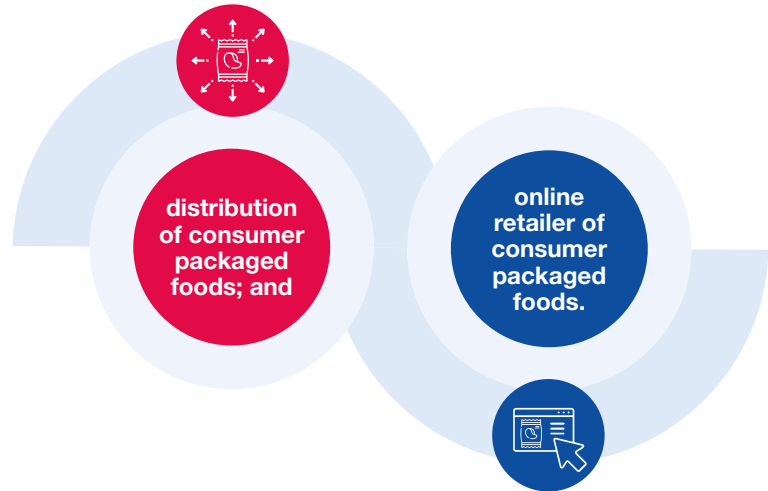 distribution
of consumer
packaged
foods; and
online
retailer of
consumer
packaged
foods.